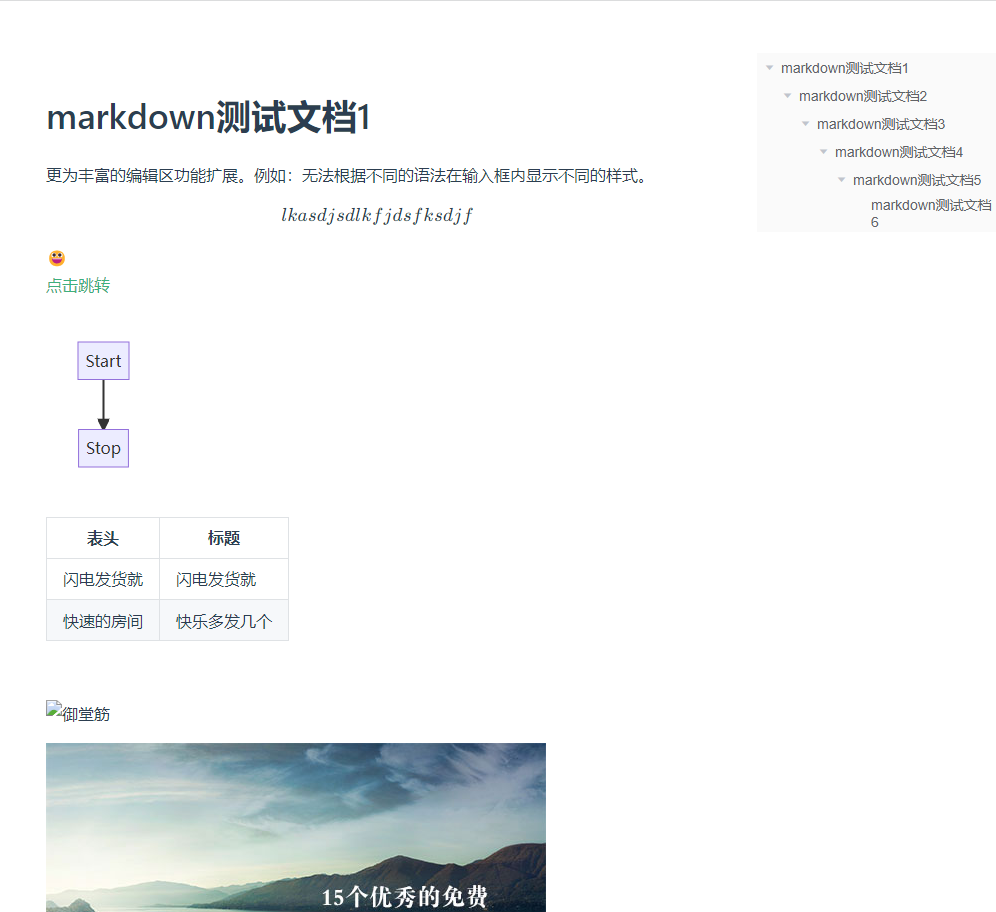 markdown测试文档1
更为丰富的编辑区功能扩展。例如：无法根据不同的语法在输入框内显示不同的样式。
lkasdjsdlkfjdsfksdjf
点击跳转
Start
Stop
表头 标题
闪电发货就 闪电发货就
快速的房间 快乐多发几个
御堂筋
15个优秀的免费
markdown测试文档1
markdown测试文档2
markdown测试文档3
markdown测试文档4
markdown测试文档5
markdown测试文档
6